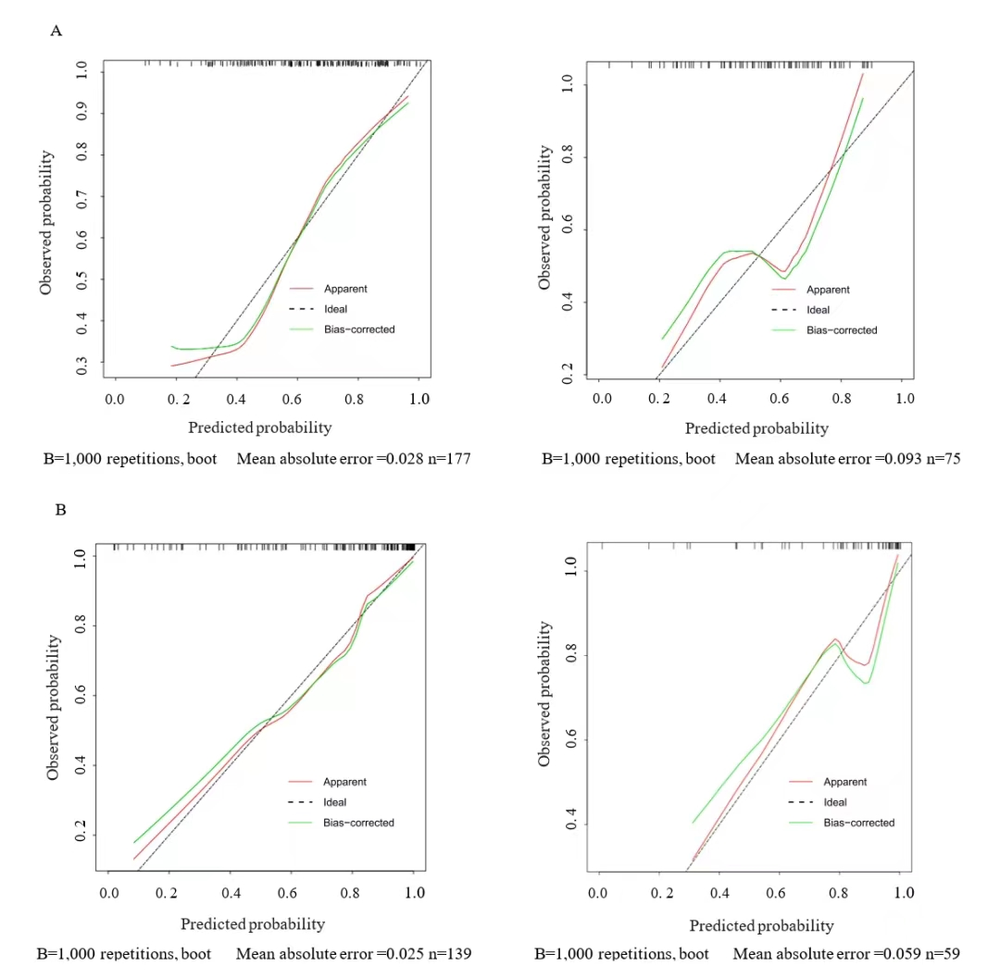 A
1.0
0.9
0.8
0.7
0.6
0.5
0.4
0.3
Observed probability
Apparent
Ideal
Bias−corrected
0.0 0.2 0.4 0.6 0.8 1.0
Predicted probability
B=1,000 repetitions, boot Mean absolute error =0.028 n=177
1.0
0.8
0.6
0.4
0.2
Observed probability
Apparent
Ideal
Bias−corrected
0.0 0.2 0.4 0.6 0.8 1.0
Predicted probability
B=1,000 repetitions, boot Mean absolute error =0.093 n=75
B
1.0
0.8
0.6
0.4
0.2
Observed probability
Apparent
Ideal
Bias−corrected
0.0 0.2 0.4 0.6 0.8 1.0
Predicted probability
B=1,000 repetitions, boot Mean absolute error =0.025 n=139
1.0
0.8
0.6
0.4
Observed probability
Apparent
Ideal
Bias−corrected
0.0 0.2 0.4 0.6 0.8 1.0
Predicted probability
B=1,000 repetitions, boot Mean absolute error =0.059 n=59